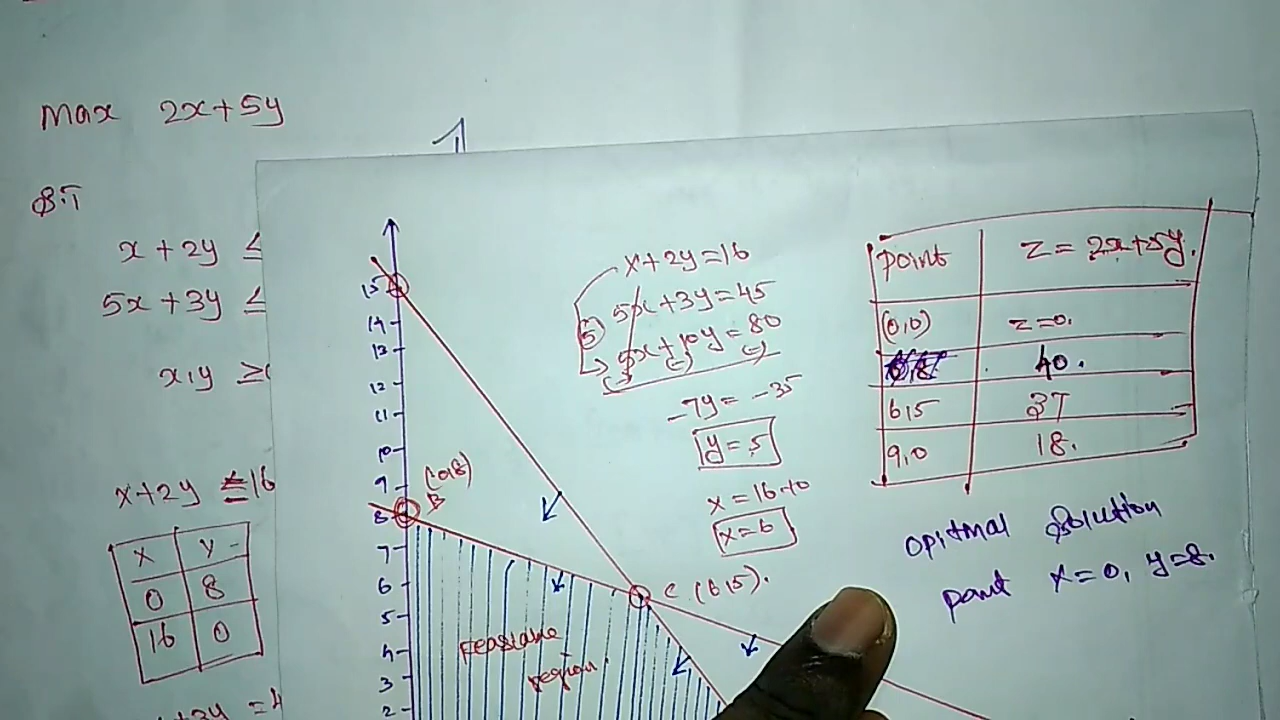 Max 2x+5y
S.T
x + 2y ≤
5x + 3y ≤
x,y ≥
x+2y ≤ 16
X Y
0 8
16 0
15
14
13
12
11
10
9
8
7
6
5
4
3
2
(0,8)
B
C (6,5).
Feasiable
region
x+2y=16
5x+3y=45
5) 5x+10y=80
(-) (-) (-)
-7y = -35
y = 5
x = 16-10
x = 6
point Z = 2x+5y.
(0,0) z=0.
40.
6,5 37
9,0 18.
opitmal Solution
point x=0, y=8.